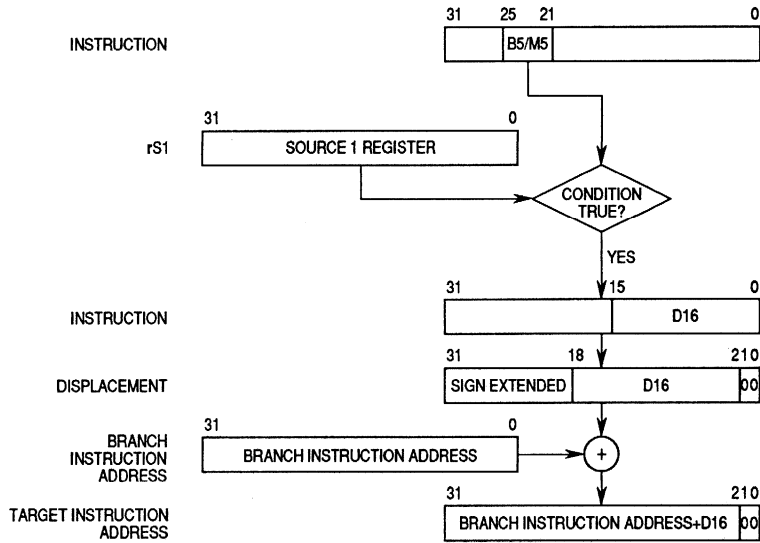 31 25 21 0
INSTRUCTION B5/M5
31 0
rS1 SOURCE 1 REGISTER
CONDITION
TRUE?
YES
31 15 0
INSTRUCTION D16
31 18 210
DISPLACEMENT SIGN EXTENDED D16 00
31 0
BRANCH
INSTRUCTION
ADDRESS
BRANCH INSTRUCTION ADDRESS +
31 210
TARGET INSTRUCTION
ADDRESS
BRANCH INSTRUCTION ADDRESS+D16 00